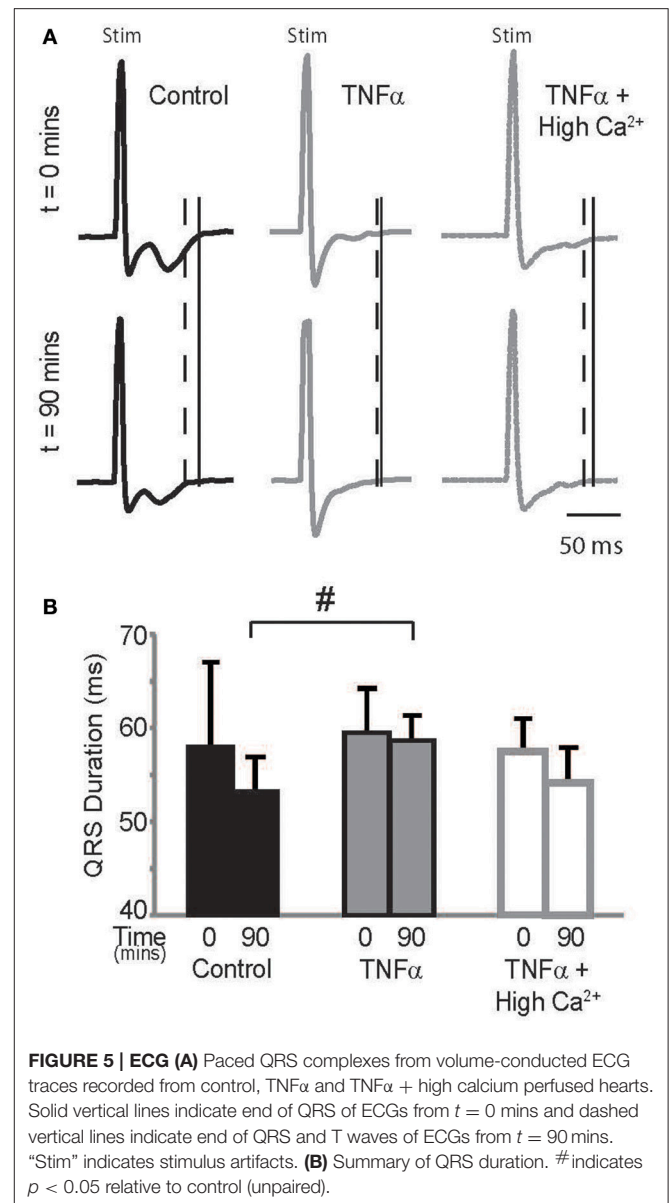 A
Stim Stim Stim
Control TNFα TNFα +
High Ca²⁺
t = 0 mins
t = 90 mins
50 ms
B
#
QRS Duration (ms)
70
60
50
40
Time
(mins)
0 90 0 90 0 90
Control TNFα TNFα +
High Ca²⁺
FIGURE 5 | ECG (A) Paced QRS complexes from volume-conducted ECG
traces recorded from control, TNFα and TNFα + high calcium perfused hearts.
Solid vertical lines indicate end of QRS of ECGs from t = 0 mins and dashed
vertical lines indicate end of QRS and T waves of ECGs from t = 90 mins.
“Stim” indicates stimulus artifacts. (B) Summary of QRS duration. #indicates
p < 0.05 relative to control (unpaired).